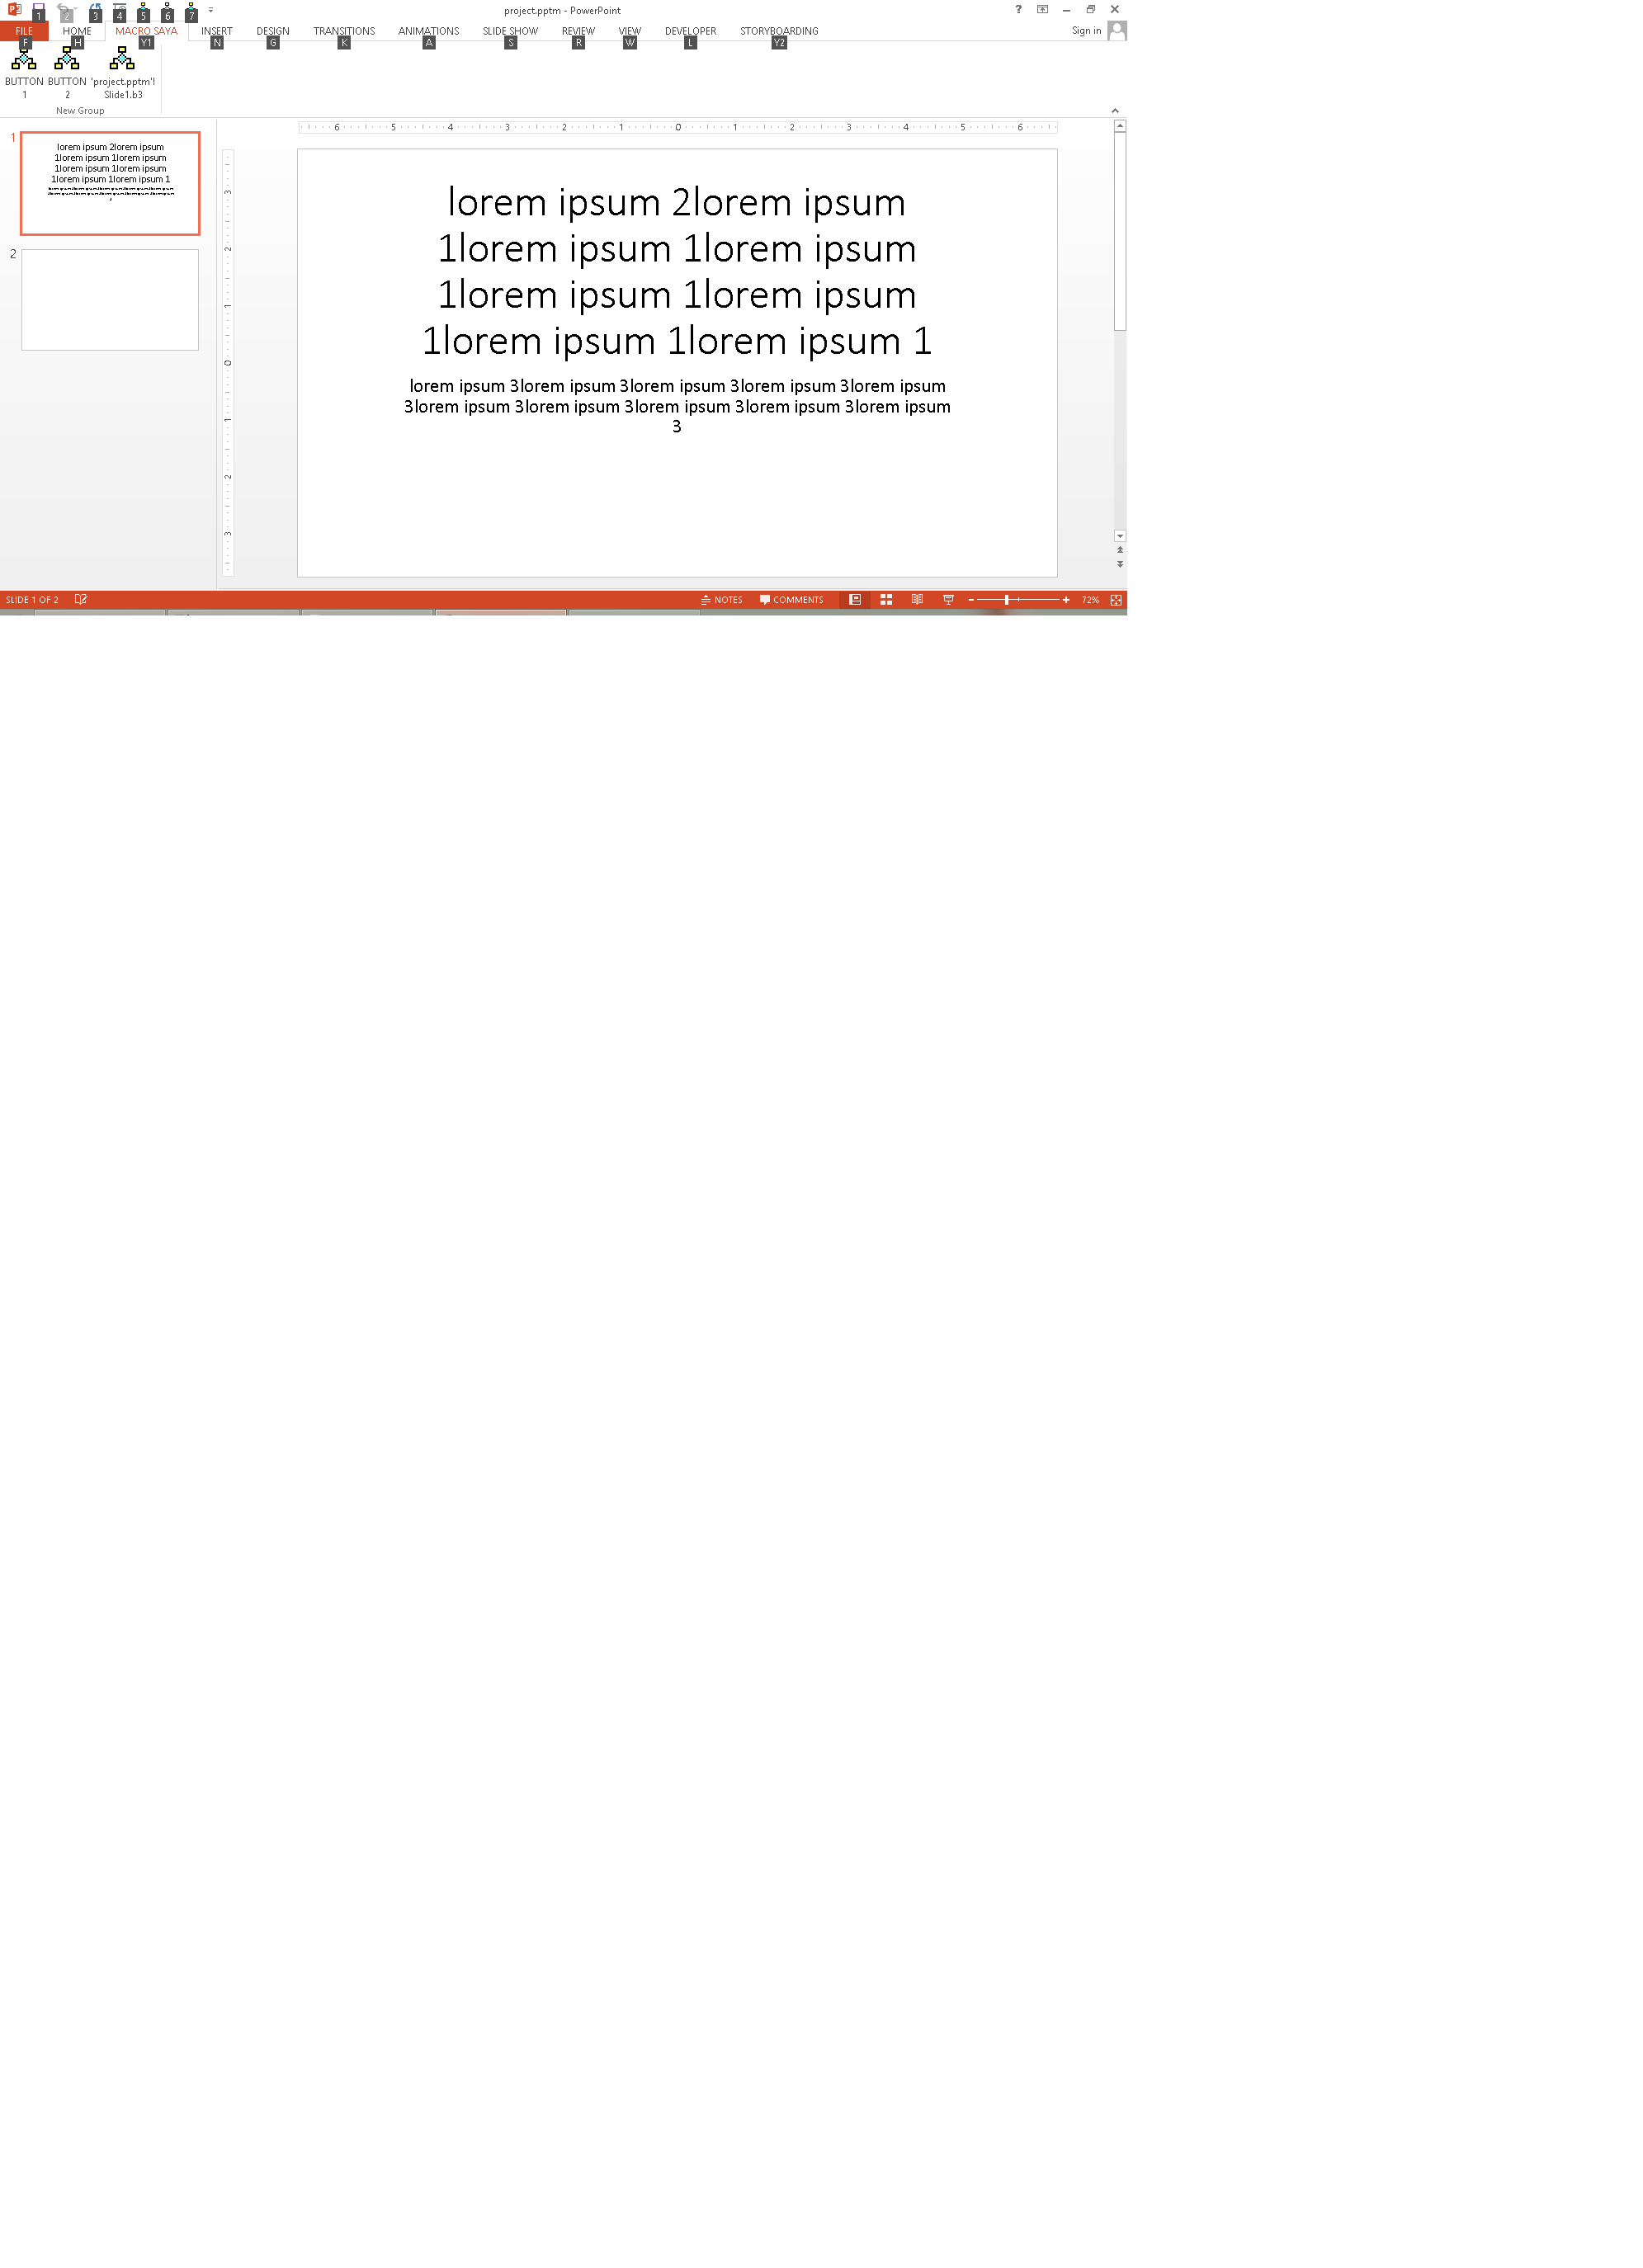 project.pptm - PowerPoint
1 2 3 4 5 6 7
FILE HOME MACRO SAYA INSERT DESIGN TRANSITIONS ANIMATIONS SLIDE SHOW REVIEW VIEW DEVELOPER STORYBOARDING Sign in
F H Y1 N G K A S R W L Y2
BUTTON BUTTON 'project.pptm'!
1 2 Slide1.b3
New Group
6 5 4 3 2 1 0 1 2 3 4 5 6
1
lorem ipsum 2lorem ipsum
1lorem ipsum 1lorem ipsum
1lorem ipsum 1lorem ipsum
1lorem ipsum 1lorem ipsum 1
2
3
2
1
0
1
2
3
lorem ipsum 2lorem ipsum
1lorem ipsum 1lorem ipsum
1lorem ipsum 1lorem ipsum
1lorem ipsum 1lorem ipsum 1
lorem ipsum 3lorem ipsum 3lorem ipsum 3lorem ipsum 3lorem ipsum
3lorem ipsum 3lorem ipsum 3lorem ipsum 3lorem ipsum 3lorem ipsum
3
SLIDE 1 OF 2 NOTES COMMENTS 72%